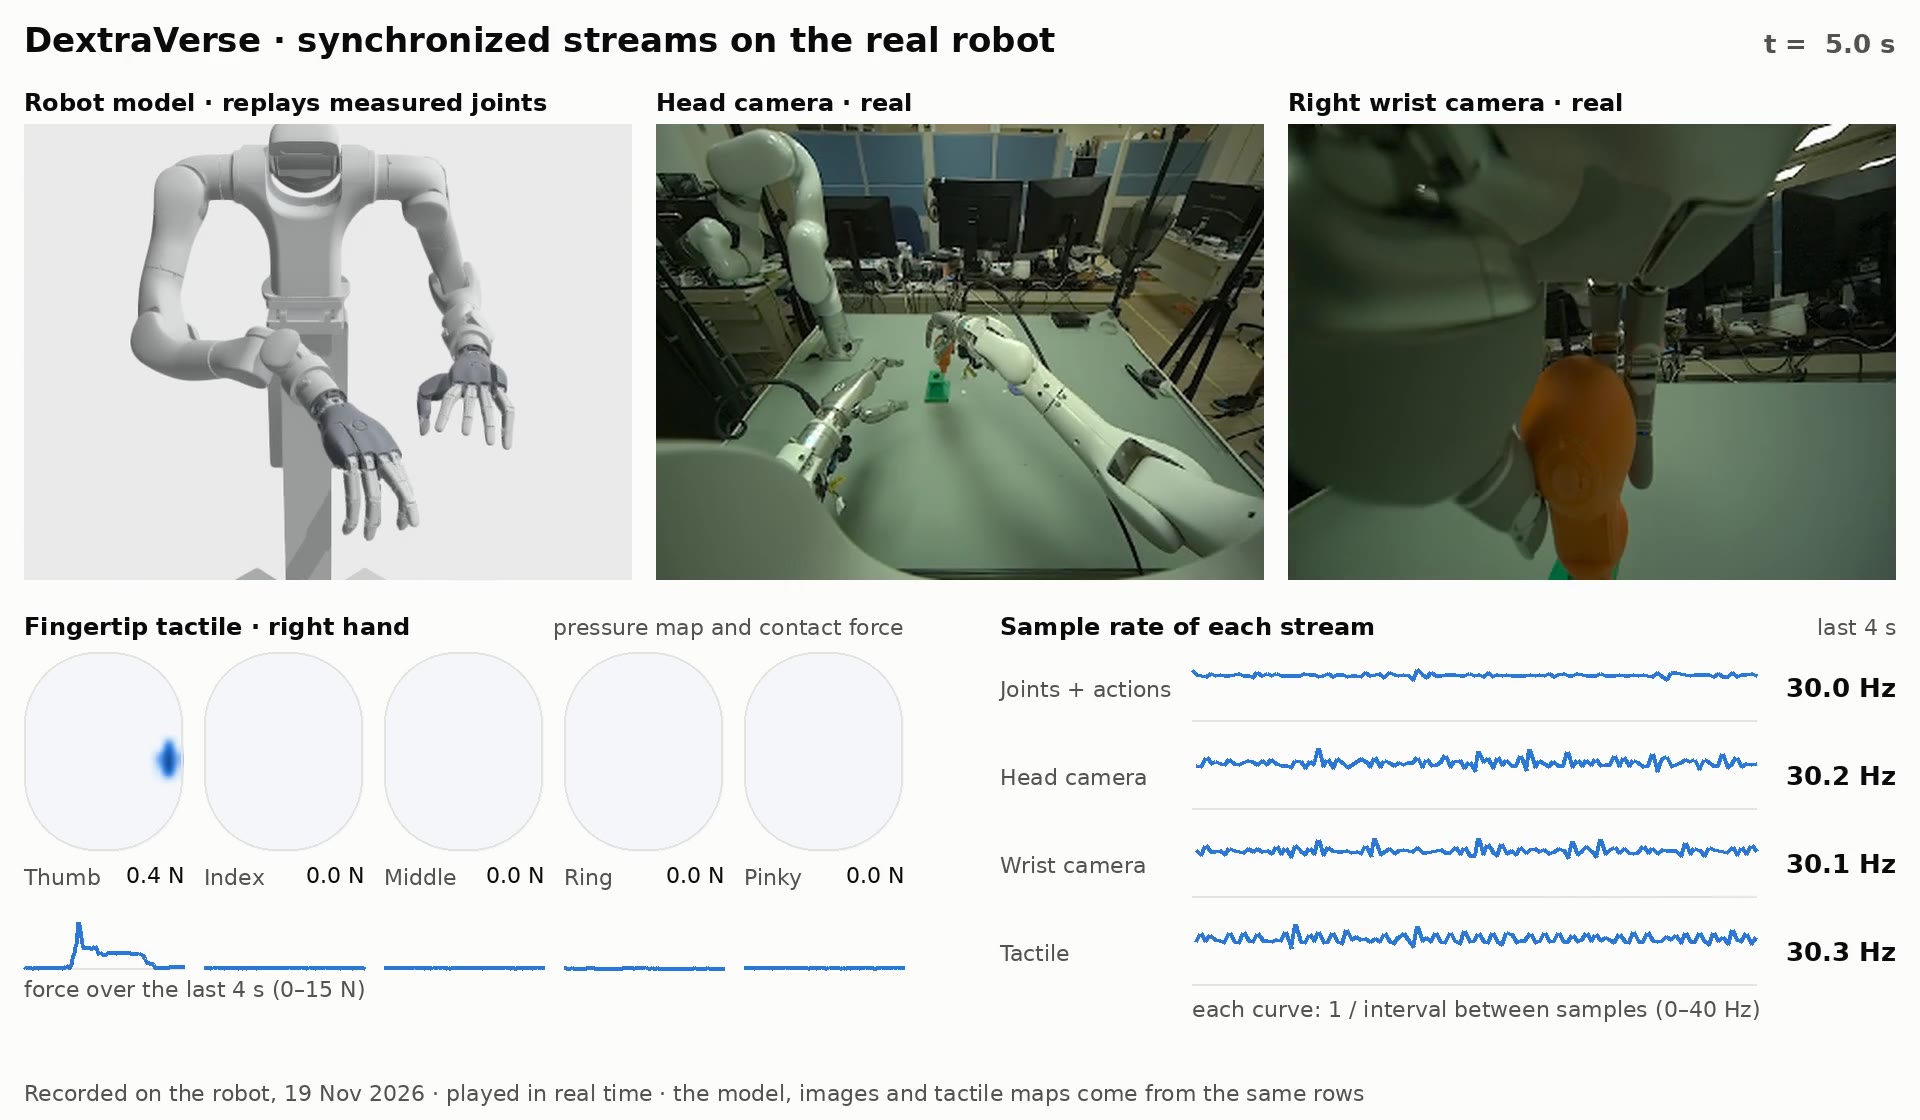 DextraVerse · synchronized streams on the real robot
t = 5.0 s
Robot model · replays measured joints
Head camera · real
Right wrist camera · real
Fingertip tactile · right hand
pressure map and contact force
Thumb 0.4 N
Index 0.0 N
Middle 0.0 N
Ring 0.0 N
Pinky 0.0 N
force over the last 4 s (0–15 N)
Sample rate of each stream
last 4 s
Joints + actions 30.0 Hz
Head camera 30.2 Hz
Wrist camera 30.1 Hz
Tactile 30.3 Hz
each curve: 1 / interval between samples (0–40 Hz)
Recorded on the robot, 19 Nov 2026 · played in real time · the model, images and tactile maps come from the same rows